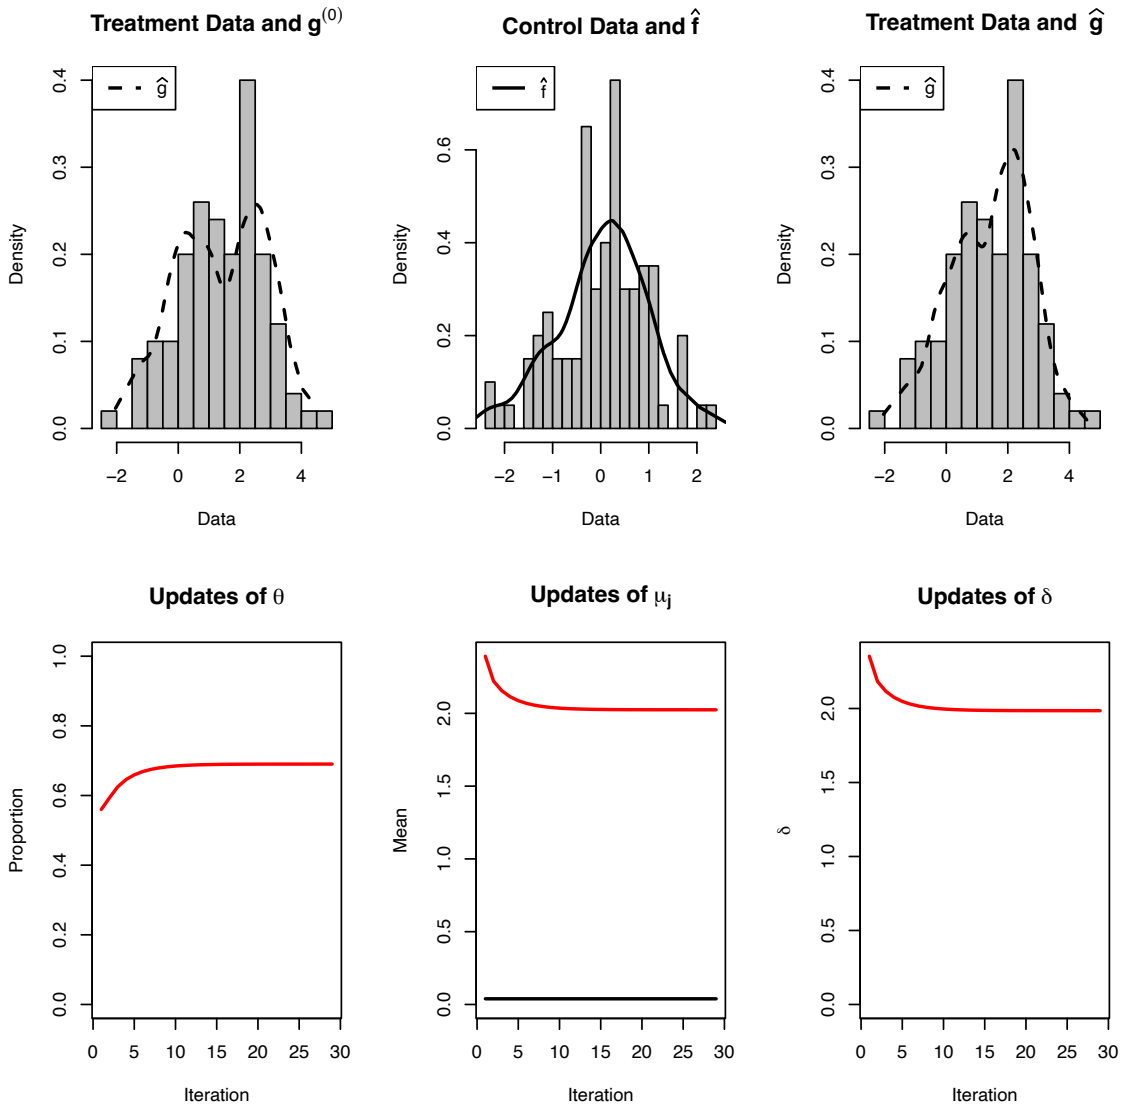 Treatment Data and g⁽⁰⁾
ĝ
Density
0.0 0.1 0.2 0.3 0.4
−2 0 2 4
Data
Control Data and f̂
f̂
Density
0.0 0.2 0.4 0.6
−2 −1 0 1 2
Data
Treatment Data and ĝ
ĝ
Density
0.0 0.1 0.2 0.3 0.4
−2 0 2 4
Data
Updates of θ
Proportion
0.0 0.2 0.4 0.6 0.8 1.0
0 5 10 15 20 25 30
Iteration
Updates of μⱼ
Mean
0.0 0.5 1.0 1.5 2.0
0 5 10 15 20 25 30
Iteration
Updates of δ
δ
0.0 0.5 1.0 1.5 2.0
0 5 10 15 20 25 30
Iteration